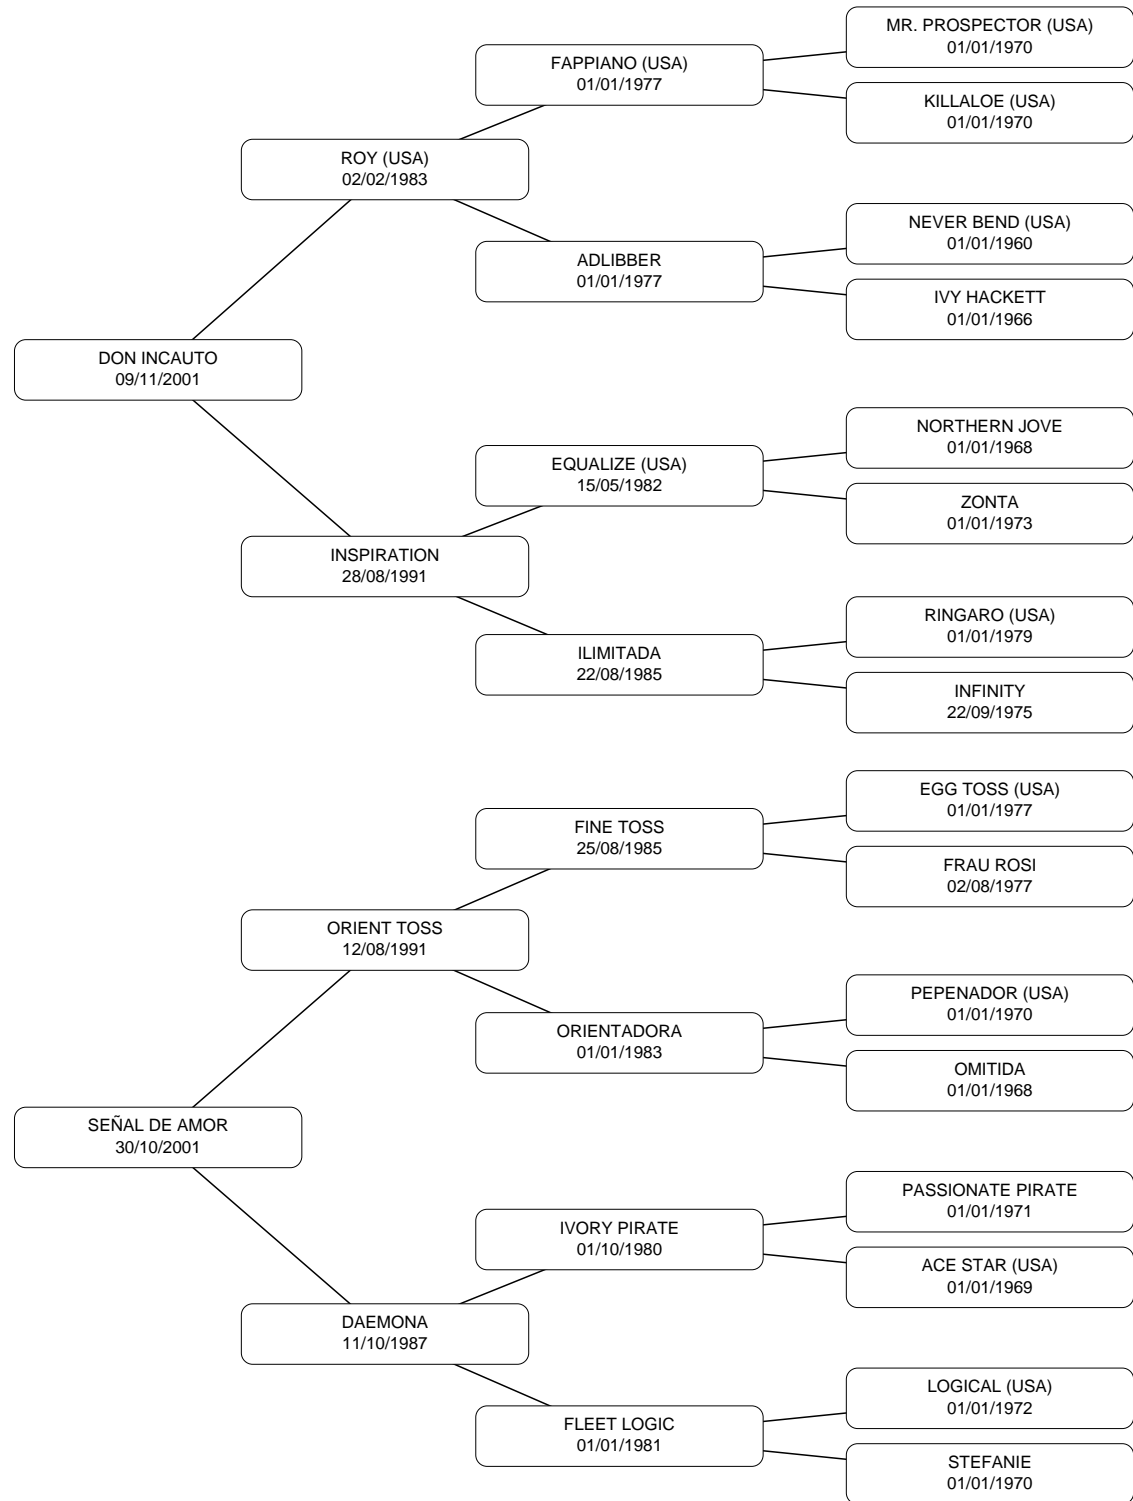 MR. PROSPECTOR (USA)
01/01/1970
FAPPIANO (USA)
01/01/1977
KILLALOE (USA)
01/01/1970
ROY (USA)
02/02/1983
NEVER BEND (USA)
01/01/1960
ADLIBBER
01/01/1977
IVY HACKETT
01/01/1966
DON INCAUTO
09/11/2001
NORTHERN JOVE
01/01/1968
EQUALIZE (USA)
15/05/1982
ZONTA
01/01/1973
INSPIRATION
28/08/1991
RINGARO (USA)
01/01/1979
ILIMITADA
22/08/1985
INFINITY
22/09/1975
EGG TOSS (USA)
01/01/1977
FINE TOSS
25/08/1985
FRAU ROSI
02/08/1977
ORIENT TOSS
12/08/1991
PEPENADOR (USA)
01/01/1970
ORIENTADORA
01/01/1983
OMITIDA
01/01/1968
SEÑAL DE AMOR
30/10/2001
PASSIONATE PIRATE
01/01/1971
IVORY PIRATE
01/10/1980
ACE STAR (USA)
01/01/1969
DAEMONA
11/10/1987
LOGICAL (USA)
01/01/1972
FLEET LOGIC
01/01/1981
STEFANIE
01/01/1970